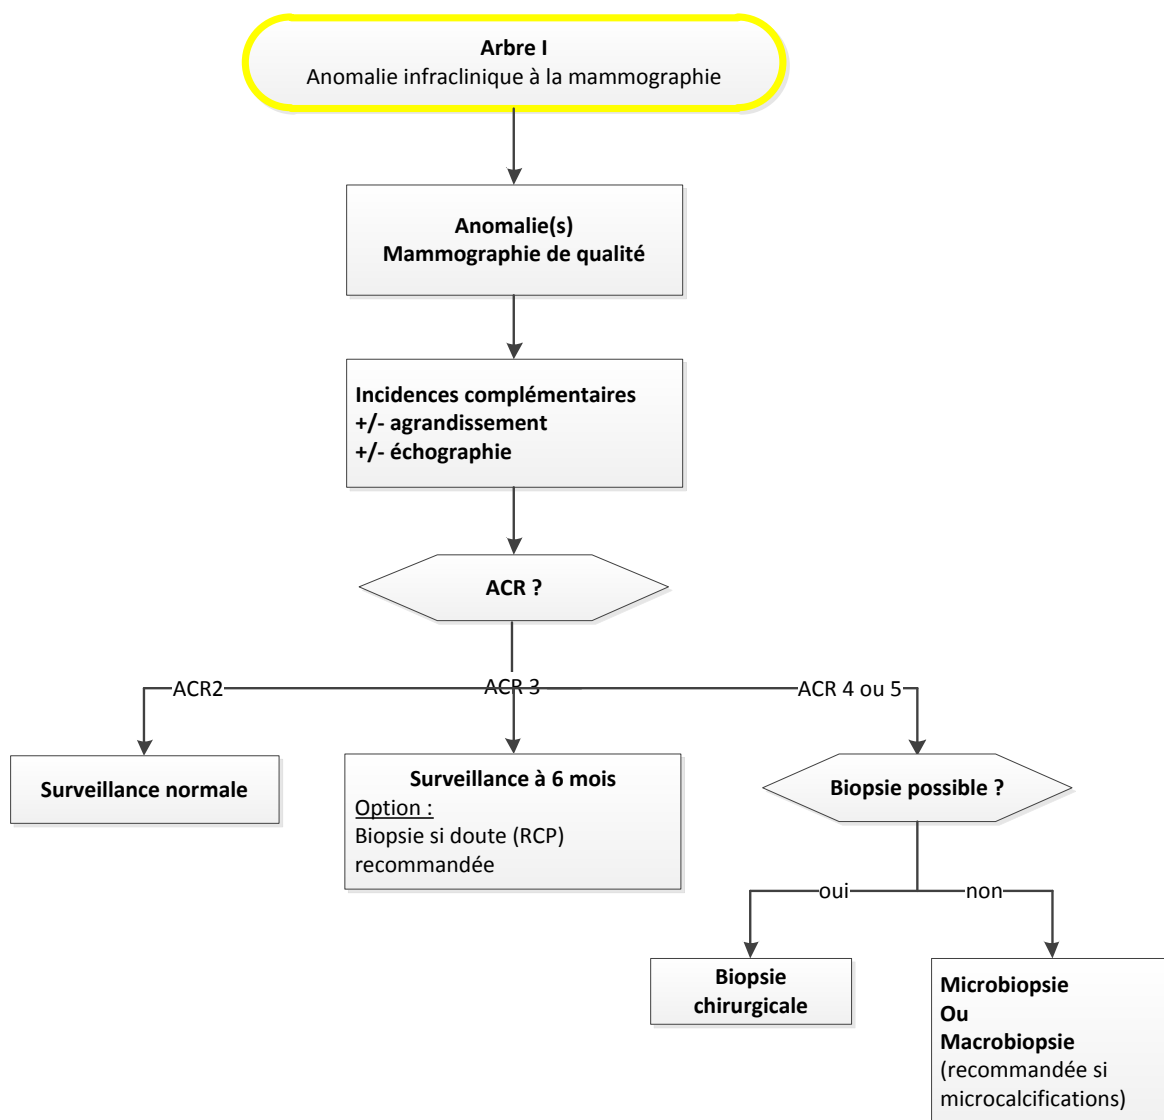 Arbre I
Anomalie infraclinique à la mammographie
Anomalie(s)
Mammographie de qualité
Incidences complémentaires
+/- agrandissement
+/- échographie
ACR ?
ACR2
ACR 3
ACR 4 ou 5
Surveillance normale
Surveillance à 6 mois
Option :
Biopsie si doute (RCP)
recommandée
Biopsie possible ?
oui
non
Biopsie
chirurgicale
Microbiopsie
Ou
Macrobiopsie
(recommandée si
microcalcifications)